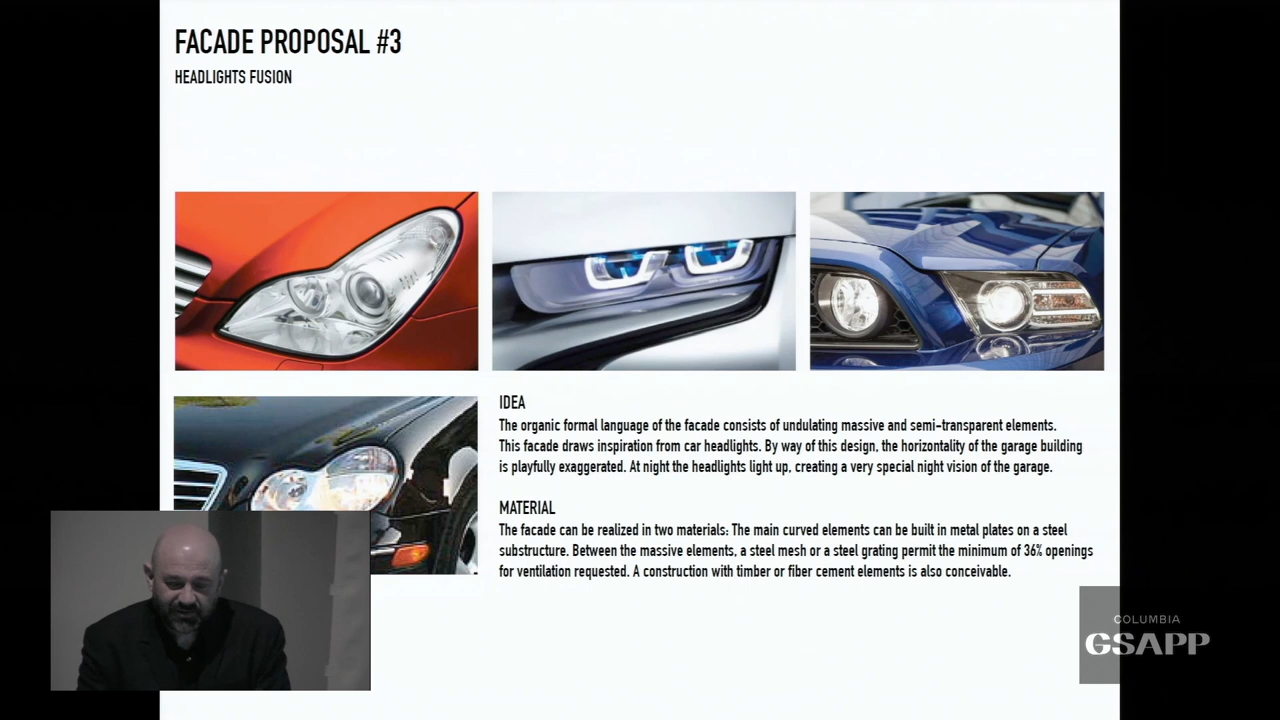 FACADE PROPOSAL #3
HEADLIGHTS FUSION
IDEA
The organic formal language of the facade consists of undulating massive and semi-transparent elements.
This facade draws inspiration from car headlights. By way of this design, the horizontality of the garage building
is playfully exaggerated. At night the headlights light up, creating a very special night vision of the garage.
MATERIAL
The facade can be realized in two materials: The main curved elements can be built in metal plates on a steel
substructure. Between the massive elements, a steel mesh or a steel grating permit the minimum of 36% openings
for ventilation requested. A construction with timber or fiber cement elements is also conceivable.
COLUMBIA
GSAPP